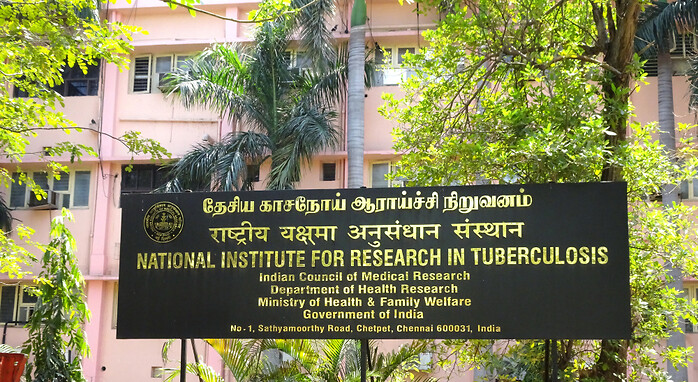 தேசிய காசநோய் ஆராய்ச்சி நிறுவனம்
राष्ट्रीय यक्ष्मा अनुसंधान संस्थान
NATIONAL INSTITUTE FOR RESEARCH IN TUBERCULOSIS
Indian Council of Medical Research
Department of Health Research
Ministry of Health & Family Welfare
Government of India
No - 1, Sathyamoorthy Road, Chetpet, Chennai 600031, India